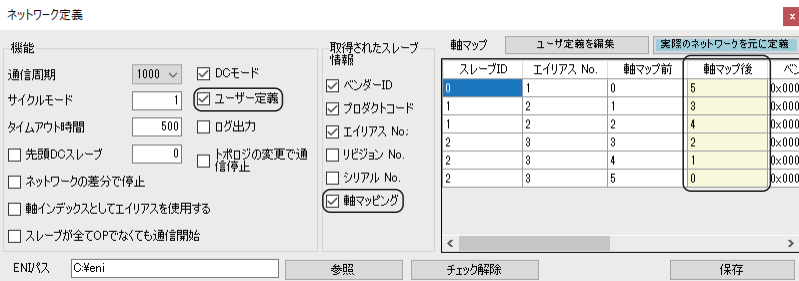 ネットワーク定義
x
機能
通信周期 1000 ☑ DCモード
サイクルモード 1 ☑ ユーザー定義
タイムアウト時間 500 ☐ ログ出力
☐ 先頭DCスレーブ 0 ☐ トポロジの変更で通
信停止
☐ ネットワークの差分で停止
☐ 軸インデックスとしてエイリアスを使用する
☐ スレーブが全てOPでなくても通信開始
取得されたスレーブ
情報
☑ ベンダーID
☑ プロダクトコード
☑ エイリアス No;
☐ リビジョン No.
☐ シリアル No.
☑ 軸マッピング
軸マップ ユーザ定義を編集 実際のネットワークを元に定義
スレーブID エイリアス No. 軸マップ前 軸マップ後 ベン
0 1 0 5 0x000
1 2 1 3 0x000
1 2 2 4 0x000
2 3 3 2 0x000
2 3 4 1 0x000
2 3 5 0 0x000
ENIパス C:¥eni 参照 チェック解除 保存